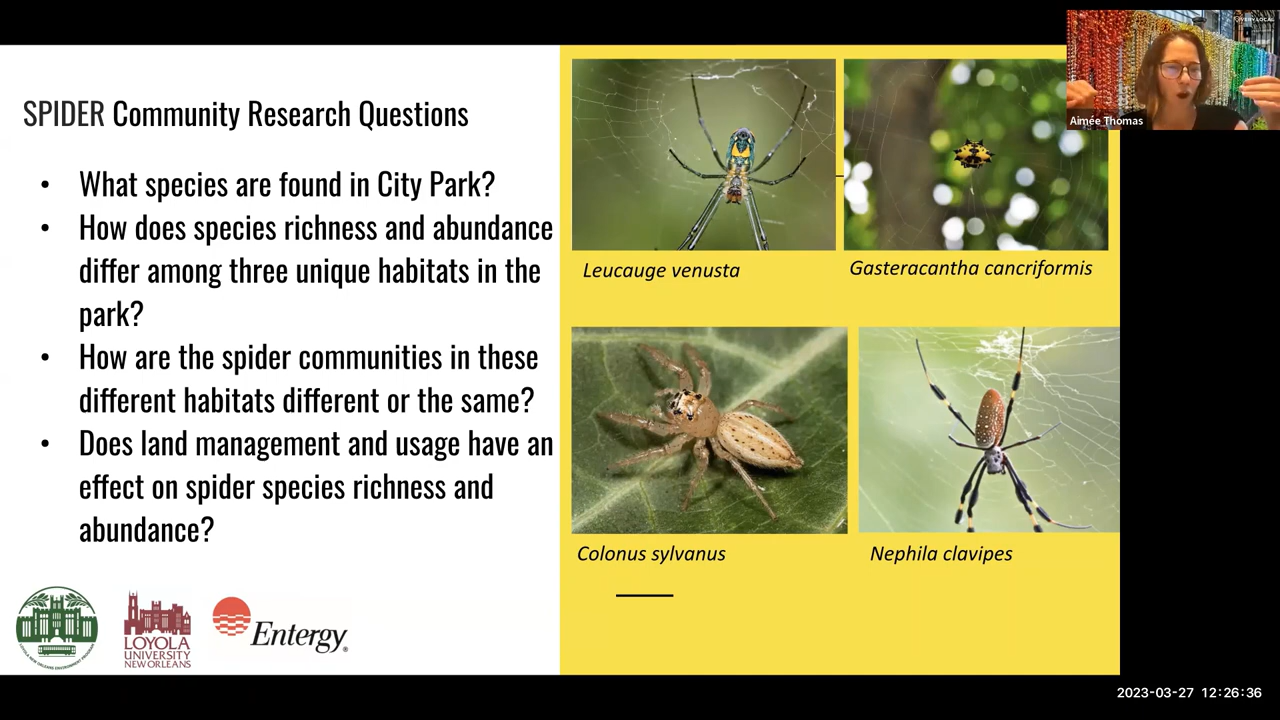 VERY LOCAL
Aimée Thomas
SPIDER Community Research Questions
• What species are found in City Park?
• How does species richness and abundance
differ among three unique habitats in the
park?
• How are the spider communities in these
different habitats different or the same?
• Does land management and usage have an
effect on spider species richness and
abundance?
Leucauge venusta
Gasteracantha cancriformis
Colonus sylvanus
Nephila clavipes
LOYOLA
UNIVERSITY
NEW ORLEANS
Entergy®
2023-03-27 12:26:36